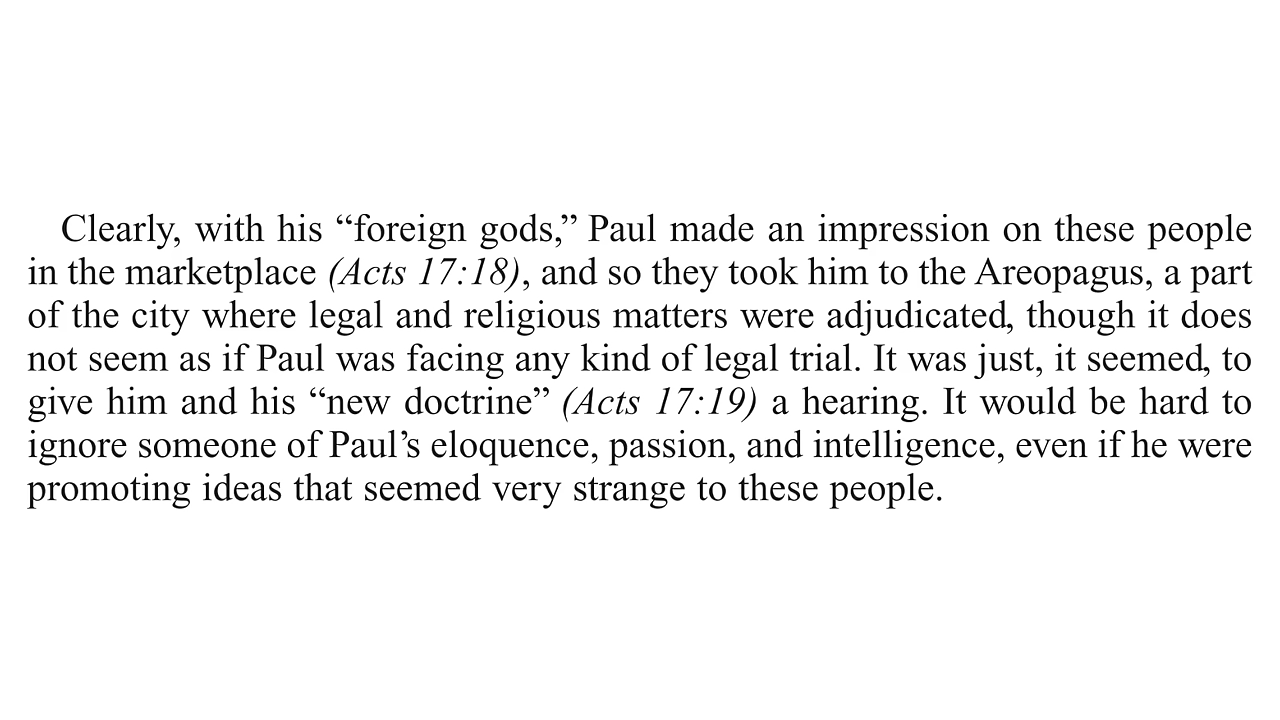 Clearly, with his “foreign gods,” Paul made an impression on these people
in the marketplace (Acts 17:18), and so they took him to the Areopagus, a part
of the city where legal and religious matters were adjudicated, though it does
not seem as if Paul was facing any kind of legal trial. It was just, it seemed, to
give him and his “new doctrine” (Acts 17:19) a hearing. It would be hard to
ignore someone of Paul’s eloquence, passion, and intelligence, even if he were
promoting ideas that seemed very strange to these people.